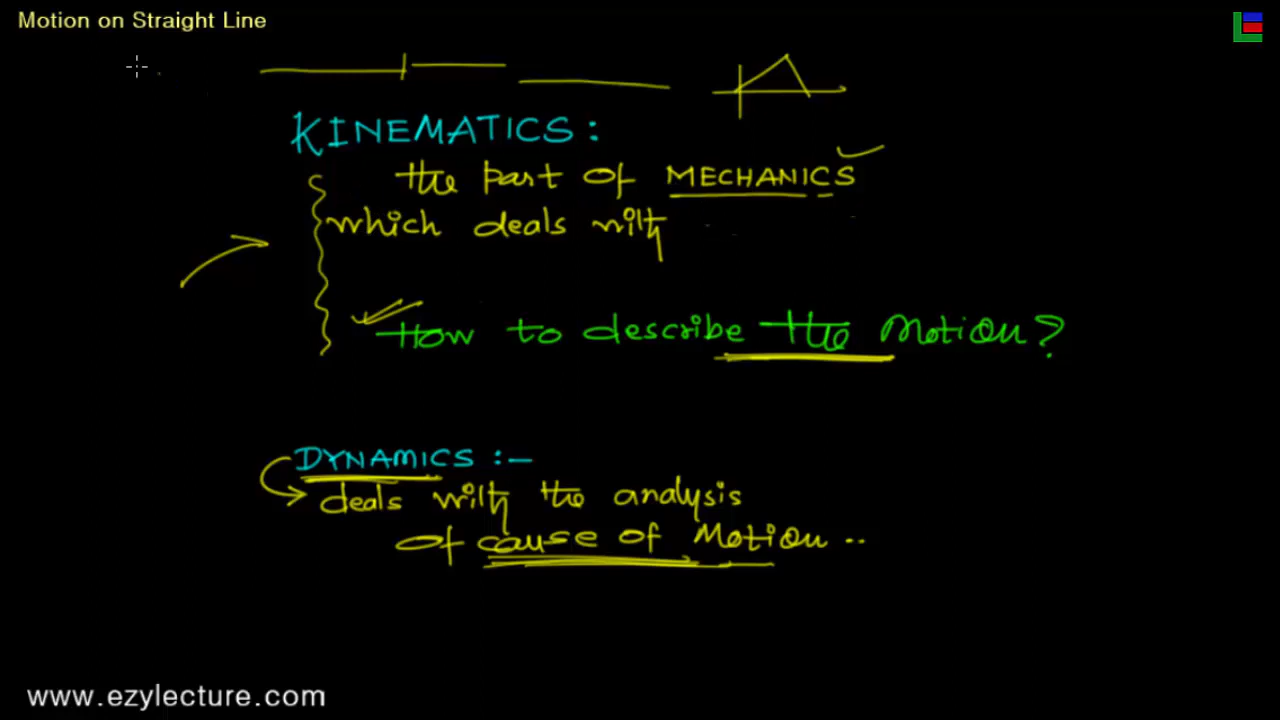 Motion on Straight Line
KINEMATICS:
the part of MECHANICS
which deals with
How to describe the Motion?
DYNAMICS :-
deals with the analysis
of cause of Motion ..
www.ezylecture.com